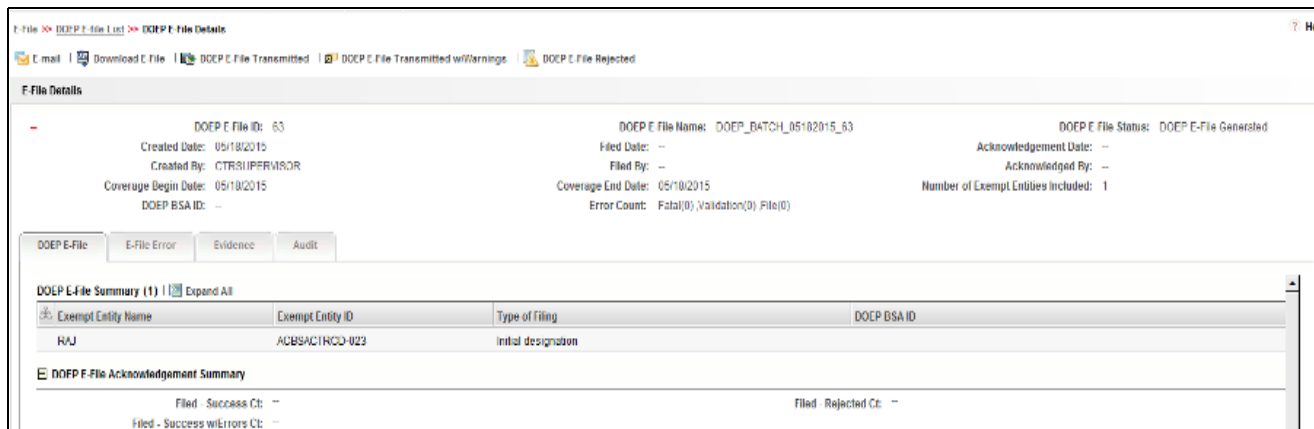 E-File >> DOEP E-file List >> DOEP E-File Details ? He
E-mail | Download E-File | DOEP E-File Transmitted | DOEP E-File Transmitted w/Warnings | DOEP E-File Rejected
E-File Details
DOEP E-File ID: 63 DOEP E-File Name: DOEP_BATCH_05182015_63 DOEP E-File Status: DOEP E-File Generated
Created Date: 05/18/2015 Filed Date: -- Acknowledgement Date: --
Created By: CTRSUPERVISOR Filed By: -- Acknowledged By: --
Coverage Begin Date: 05/18/2015 Coverage End Date: 05/18/2015 Number of Exempt Entities Included: 1
DOEP BSA ID: -- Error Count: Fatal(0) ,Validation(0) ,File(0)
DOEP E-File E-File Error Evidence Audit
DOEP E-File Summary (1) | Expand All
Exempt Entity Name Exempt Entity ID Type of Filing DOEP BSA ID
RAJ ACBSACTRCD-023 Initial designation
DOEP E-File Acknowledgement Summary
Filed - Success Ct: -- Filed - Rejected Ct: --
Filed - Success w/Errors Ct: --